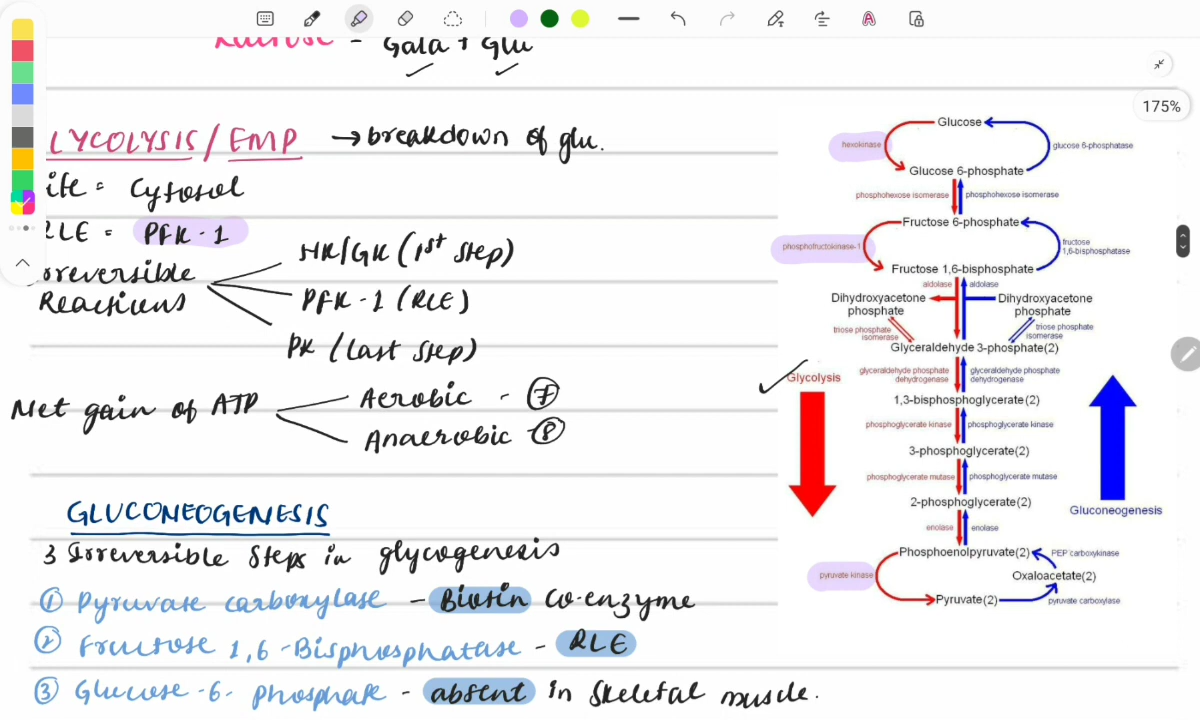 175%
Gala + Glu
LYCOLYSIS / EMP → breakdown of glu.
ite = Cytosol
RLE = PFK-1
rreversible
Reactions
HK/GK (1st step)
PFK-1 (RLE)
PK (last step)
Net gain of ATP
Aerobic - 7
Anaerobic 8
GLUCONEOGENESIS
3 Irreversible steps in glycogenesis
① Pyruvate carboxylase - Biotin co-enzyme
② Fructose 1,6-Bisphosphatase - RLE
③ Glucose-6-phosphate - absent in skeletal muscle.
Glucose
hexokinase
glucose 6-phosphatase
Glucose 6-phosphate
phosphohexose isomerase phosphohexose isomerase
Fructose 6-phosphate
phosphofructokinase-1
fructose
1,6-bisphosphatase
Fructose 1,6-bisphosphate
aldolase aldolase
Dihydroxyacetone
phosphate
Dihydroxyacetone
phosphate
triose phosphate
isomerase
triose phosphate
isomerase
Glyceraldehyde 3-phosphate(2)
Glycolysis
glyceraldehyde phosphate
dehydrogenase
glyceraldehyde phosphate
dehydrogenase
1,3-bisphosphoglycerate(2)
phosphoglycerate kinase phosphoglycerate kinase
3-phosphoglycerate(2)
phosphoglycerate mutase phosphoglycerate mutase
2-phosphoglycerate(2)
Gluconeogenesis
enolase enolase
Phosphoenolpyruvate(2)
PEP carboxykinase
pyruvate kinase
Oxaloacetate(2)
Pyruvate(2)
pyruvate carboxylase